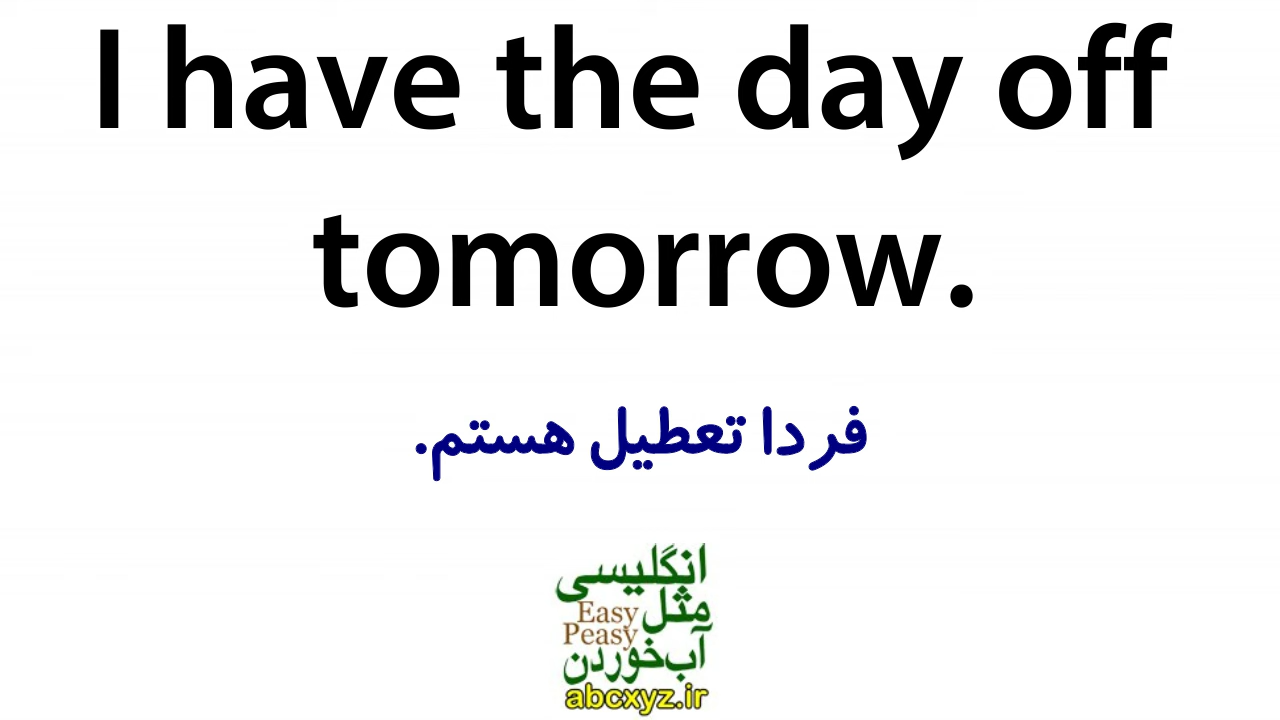 I have the day off
tomorrow.
فردا تعطیل هستم.
انگلیسی
مثل
Easy
Peasy
آب‌خوردن
abcxyz.ir